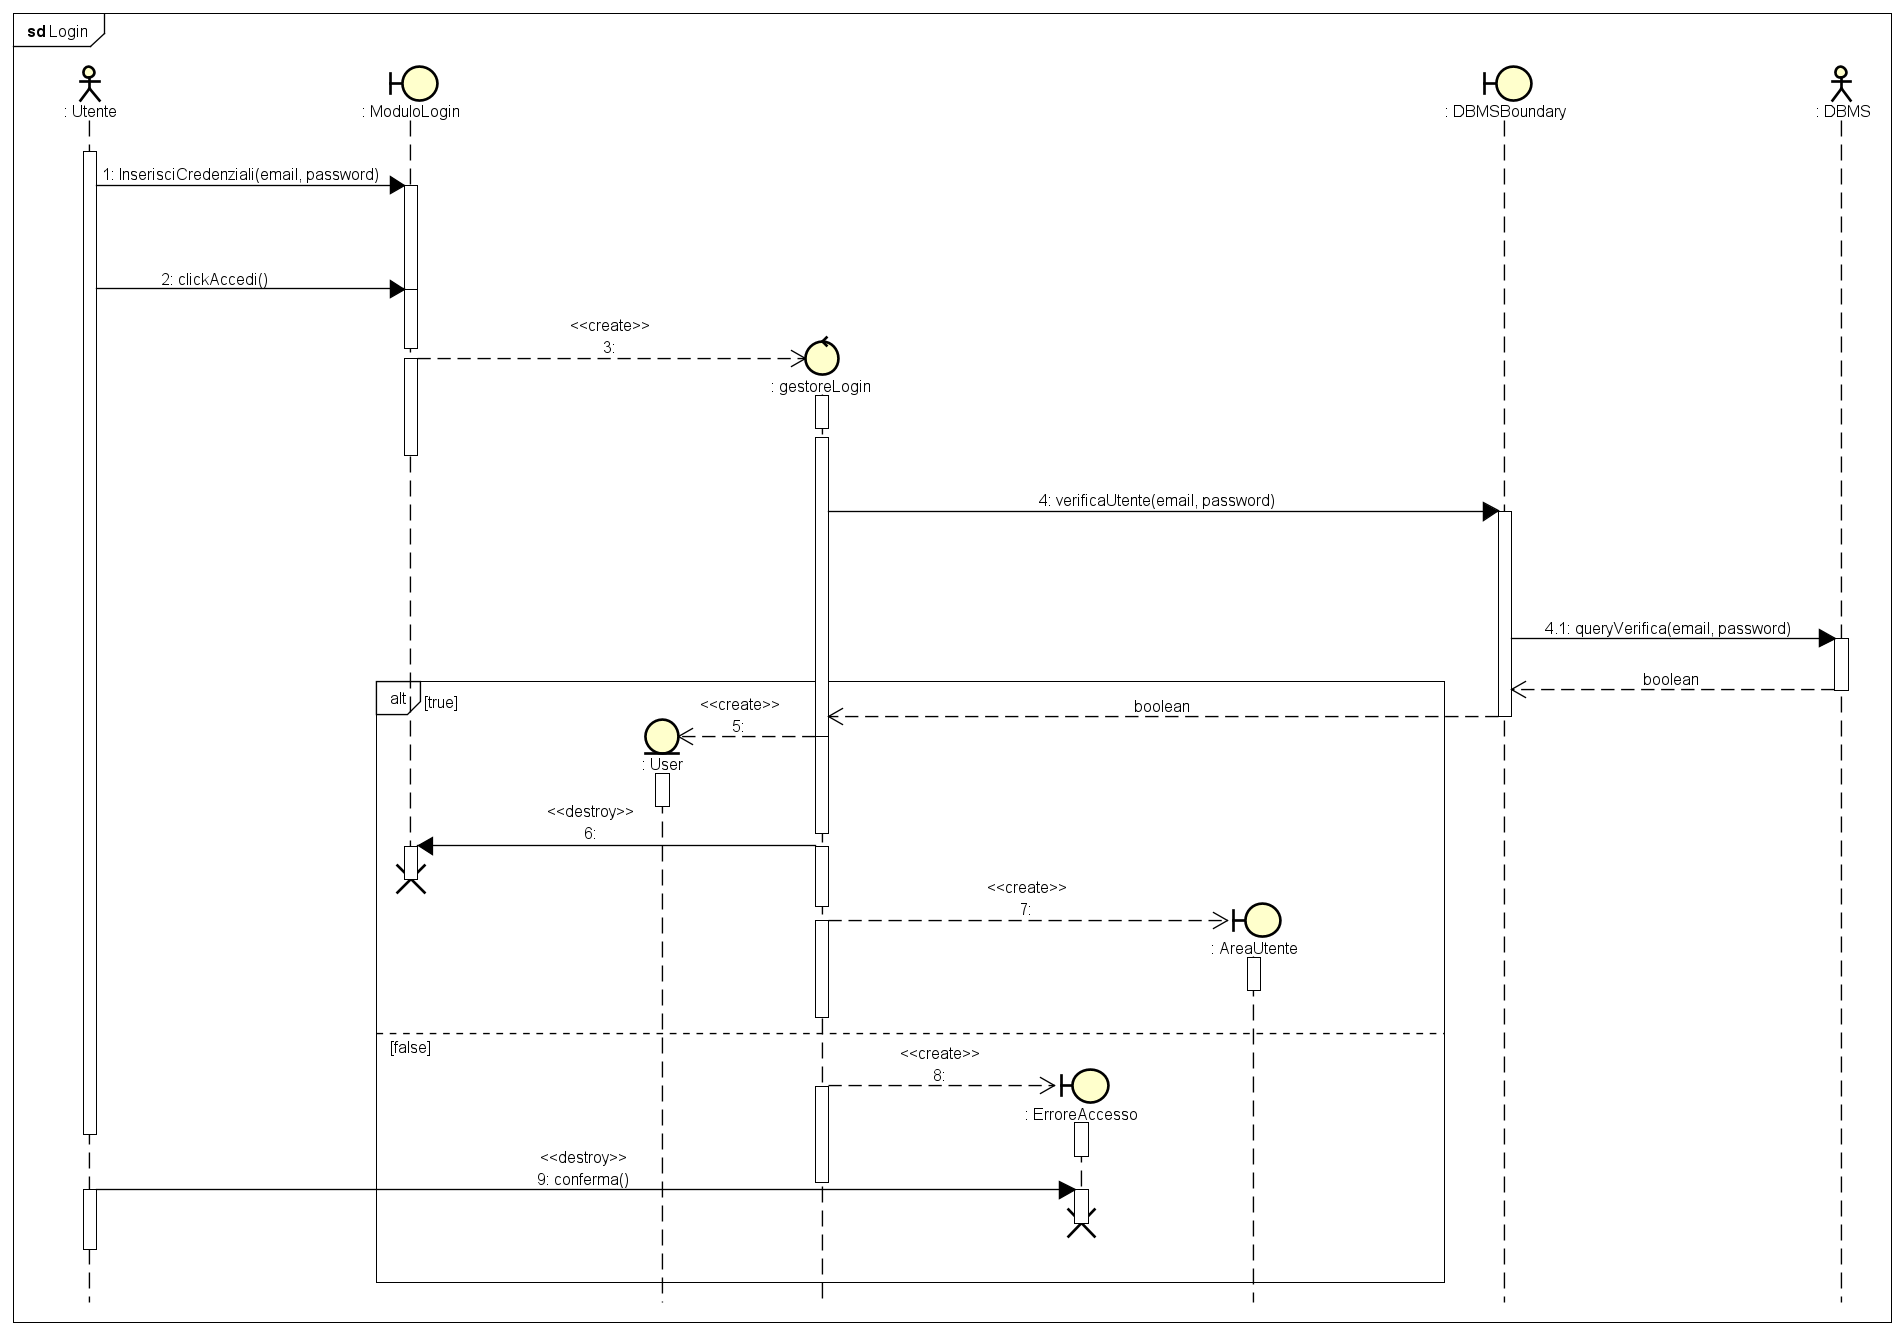 sd Login
: Utente
: ModuloLogin
: DBMSBoundary
: DBMS
1: InserisciCredenziali(email, password)
2: clickAccedi()
<<create>>
3:
: gestoreLogin
4: verificaUtente(email, password)
4.1: queryVerifica(email, password)
boolean
alt
[true]
<<create>>
5:
boolean
: User
<<destroy>>
6:
<<create>>
7:
: AreaUtente
[false]
<<create>>
8:
: ErroreAccesso
<<destroy>>
9: conferma()